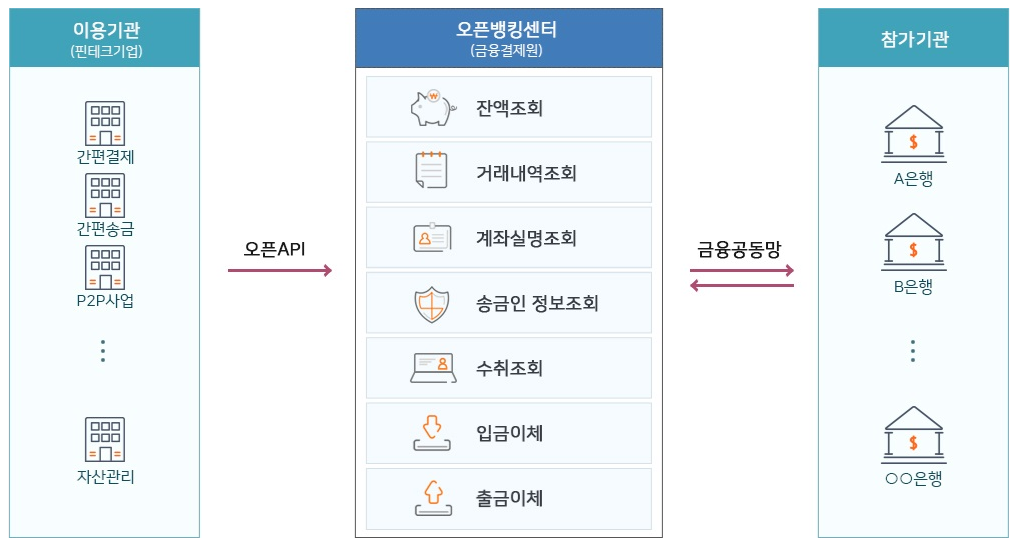 이용기관
(핀테크기업)
간편결제
간편송금
P2P사업
자산관리
오픈API
오픈뱅킹센터
(금융결제원)
잔액조회
거래내역조회
계좌실명조회
송금인 정보조회
수취조회
입금이체
출금이체
금융공동망
참가기관
A은행
B은행
○○은행